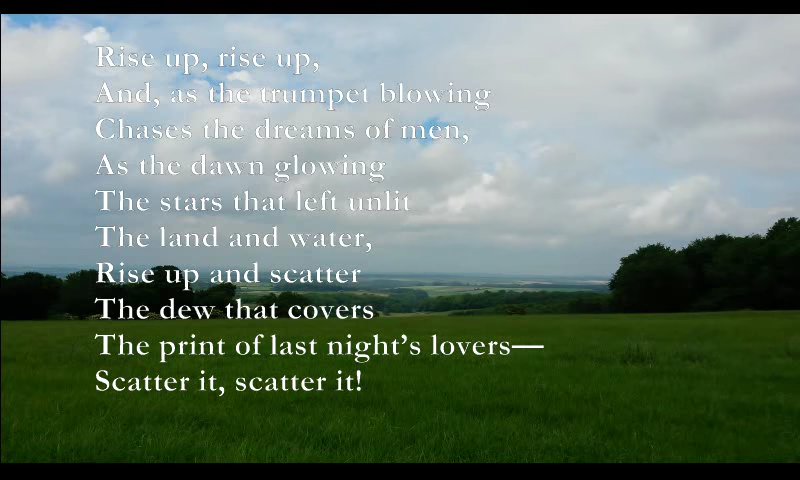 Rise up, rise up,
And, as the trumpet blowing
Chases the dreams of men,
As the dawn glowing
The stars that left unlit
The land and water,
Rise up and scatter
The dew that covers
The print of last night’s lovers—
Scatter it, scatter it!